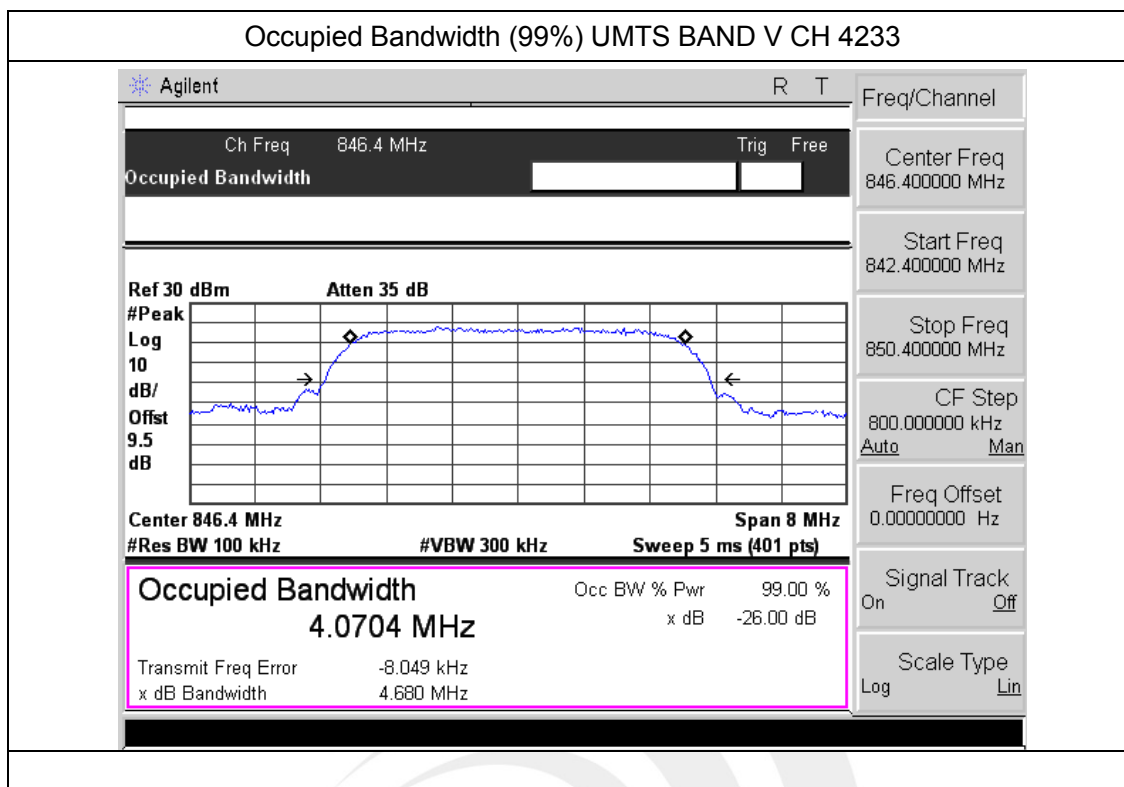 Occupied Bandwidth (99%) UMTS BAND V CH 4233
Agilent R T
Ch Freq 846.4 MHz Trig Free
Occupied Bandwidth
Ref 30 dBm Atten 35 dB
#Peak
Log
10
dB/
Offst
9.5
dB
Center 846.4 MHz Span 8 MHz
#Res BW 100 kHz #VBW 300 kHz Sweep 5 ms (401 pts)
Occupied Bandwidth Occ BW % Pwr 99.00 %
4.0704 MHz x dB -26.00 dB
Transmit Freq Error -8.049 kHz
x dB Bandwidth 4.680 MHz
Freq/Channel
Center Freq
846.400000 MHz
Start Freq
842.400000 MHz
Stop Freq
850.400000 MHz
CF Step
800.000000 kHz
Auto Man
Freq Offset
0.00000000 Hz
Signal Track
On Off
Scale Type
Log Lin